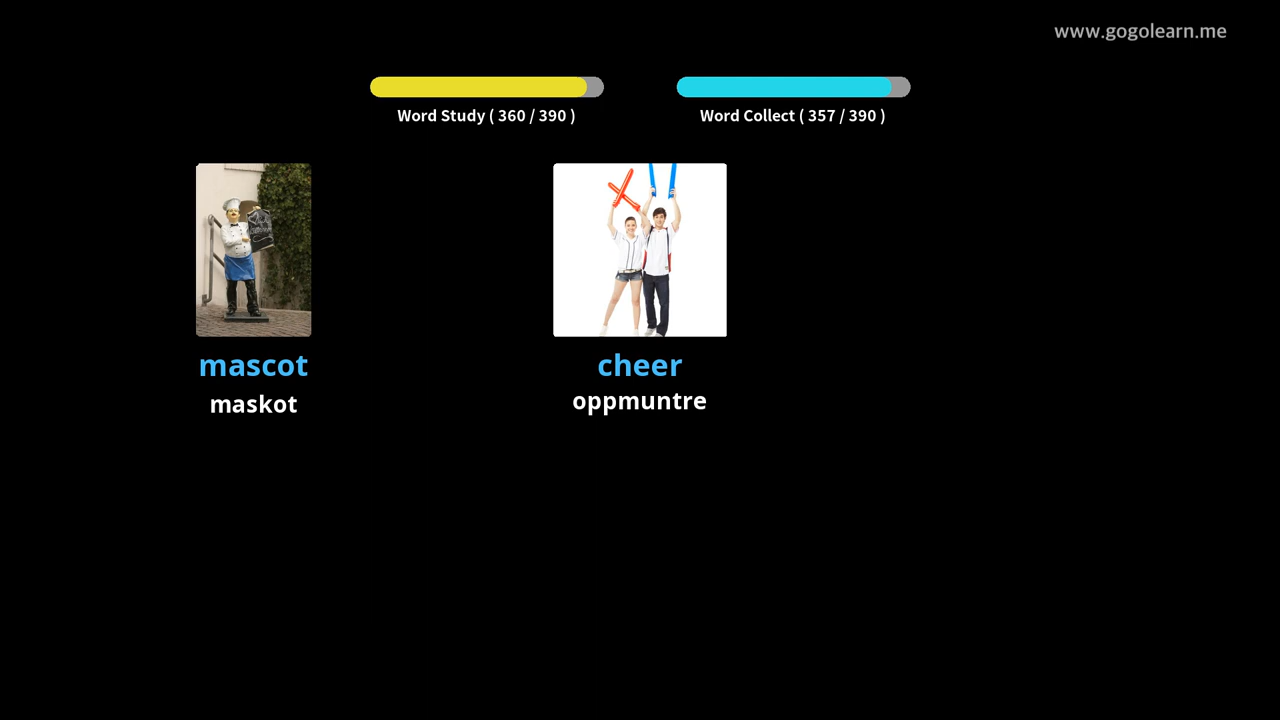 www.gogolearn.me
Word Study ( 360 / 390 )
Word Collect ( 357 / 390 )
mascot
maskot
cheer
oppmuntre